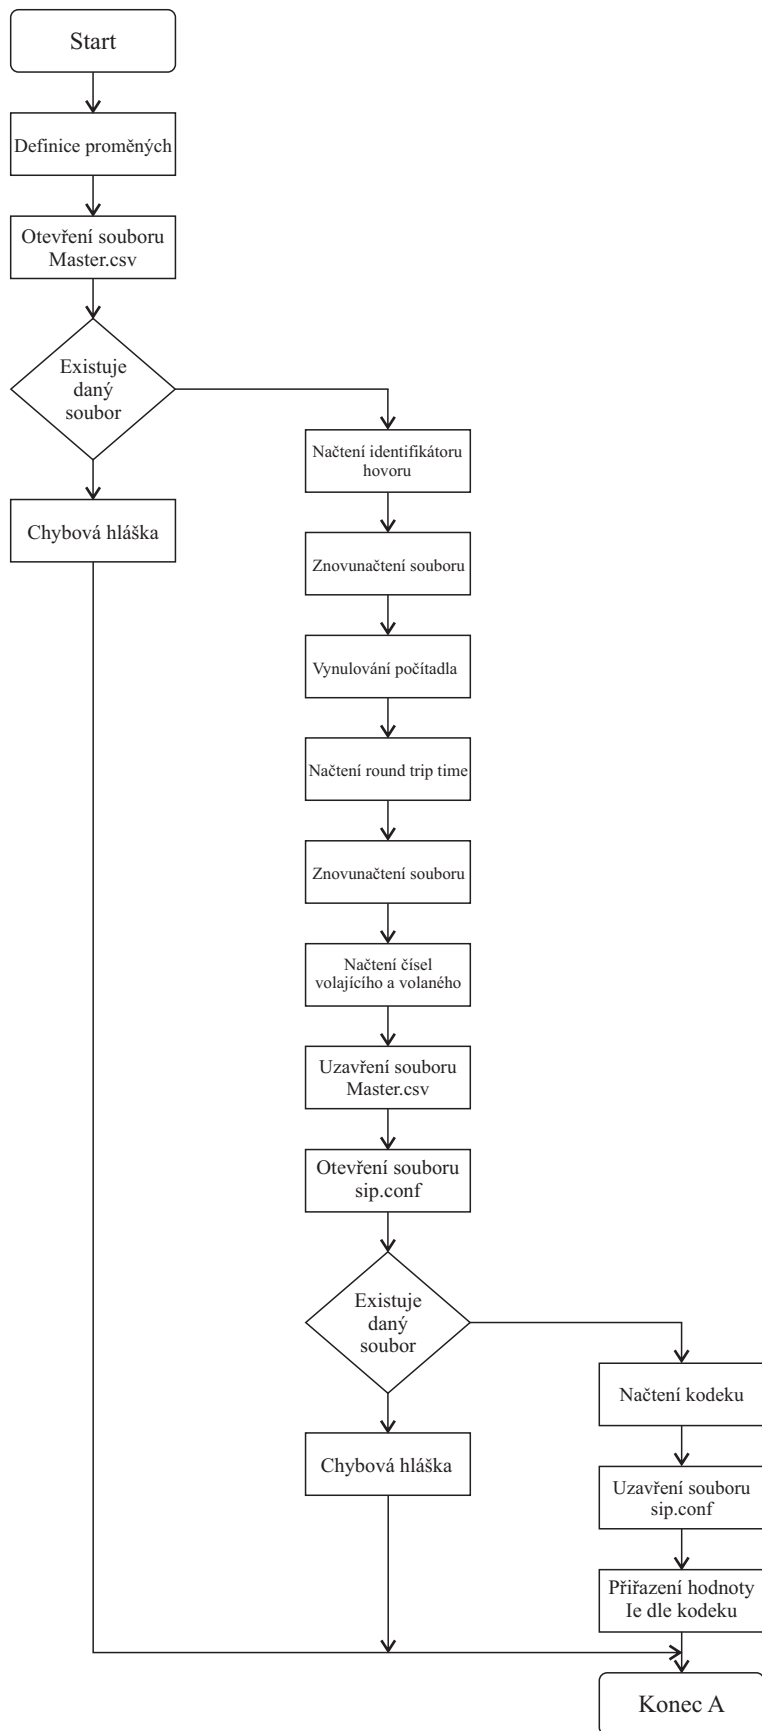 Start
Definice proměných
Otevření souboru
Master.csv
Existuje
daný
soubor
Chybová hláška
Načtení identifikátoru
hovoru
Znovunačtení souboru
Vynulování počítadla
Načtení round trip time
Znovunačtení souboru
Načtení čísel
volajícího a volaného
Uzavření souboru
Master.csv
Otevření souboru
sip.conf
Existuje
daný
soubor
Chybová hláška
Načtení kodeku
Uzavření souboru
sip.conf
Přiřazení hodnoty
Ie dle kodeku
Konec A